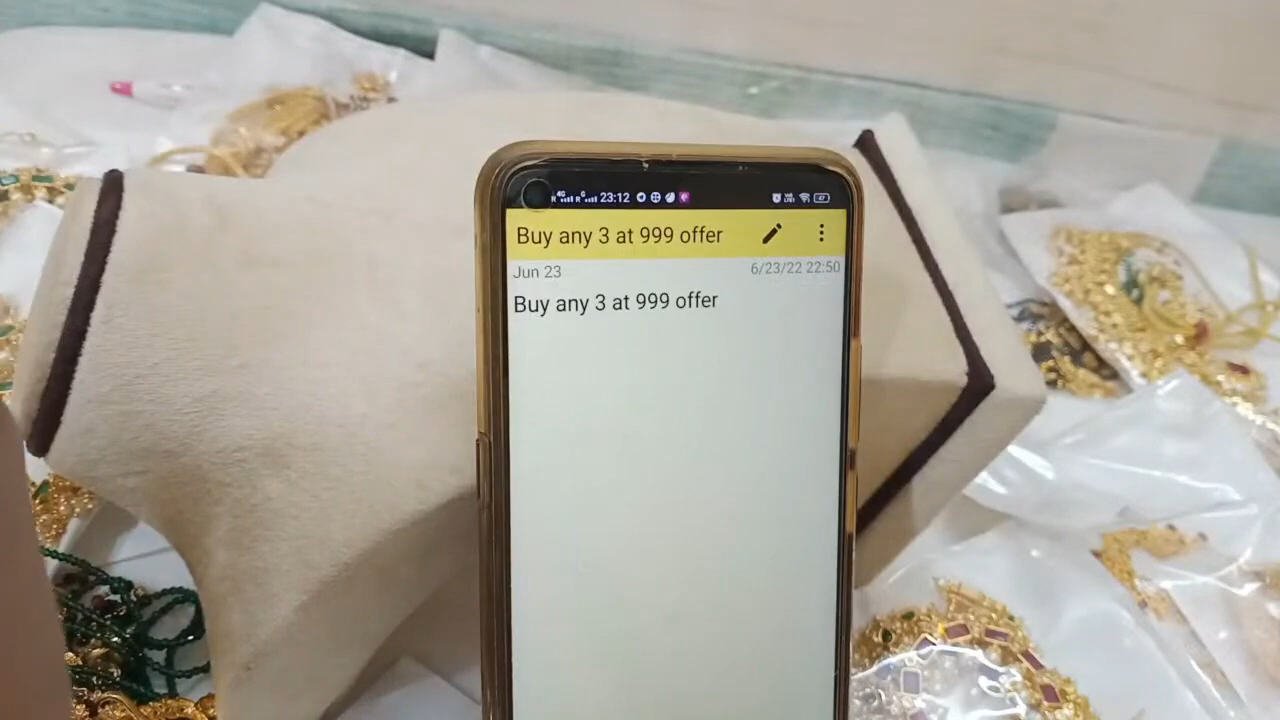 23:12
Buy any 3 at 999 offer
Jun 23 6/23/22 22:50
Buy any 3 at 999 offer